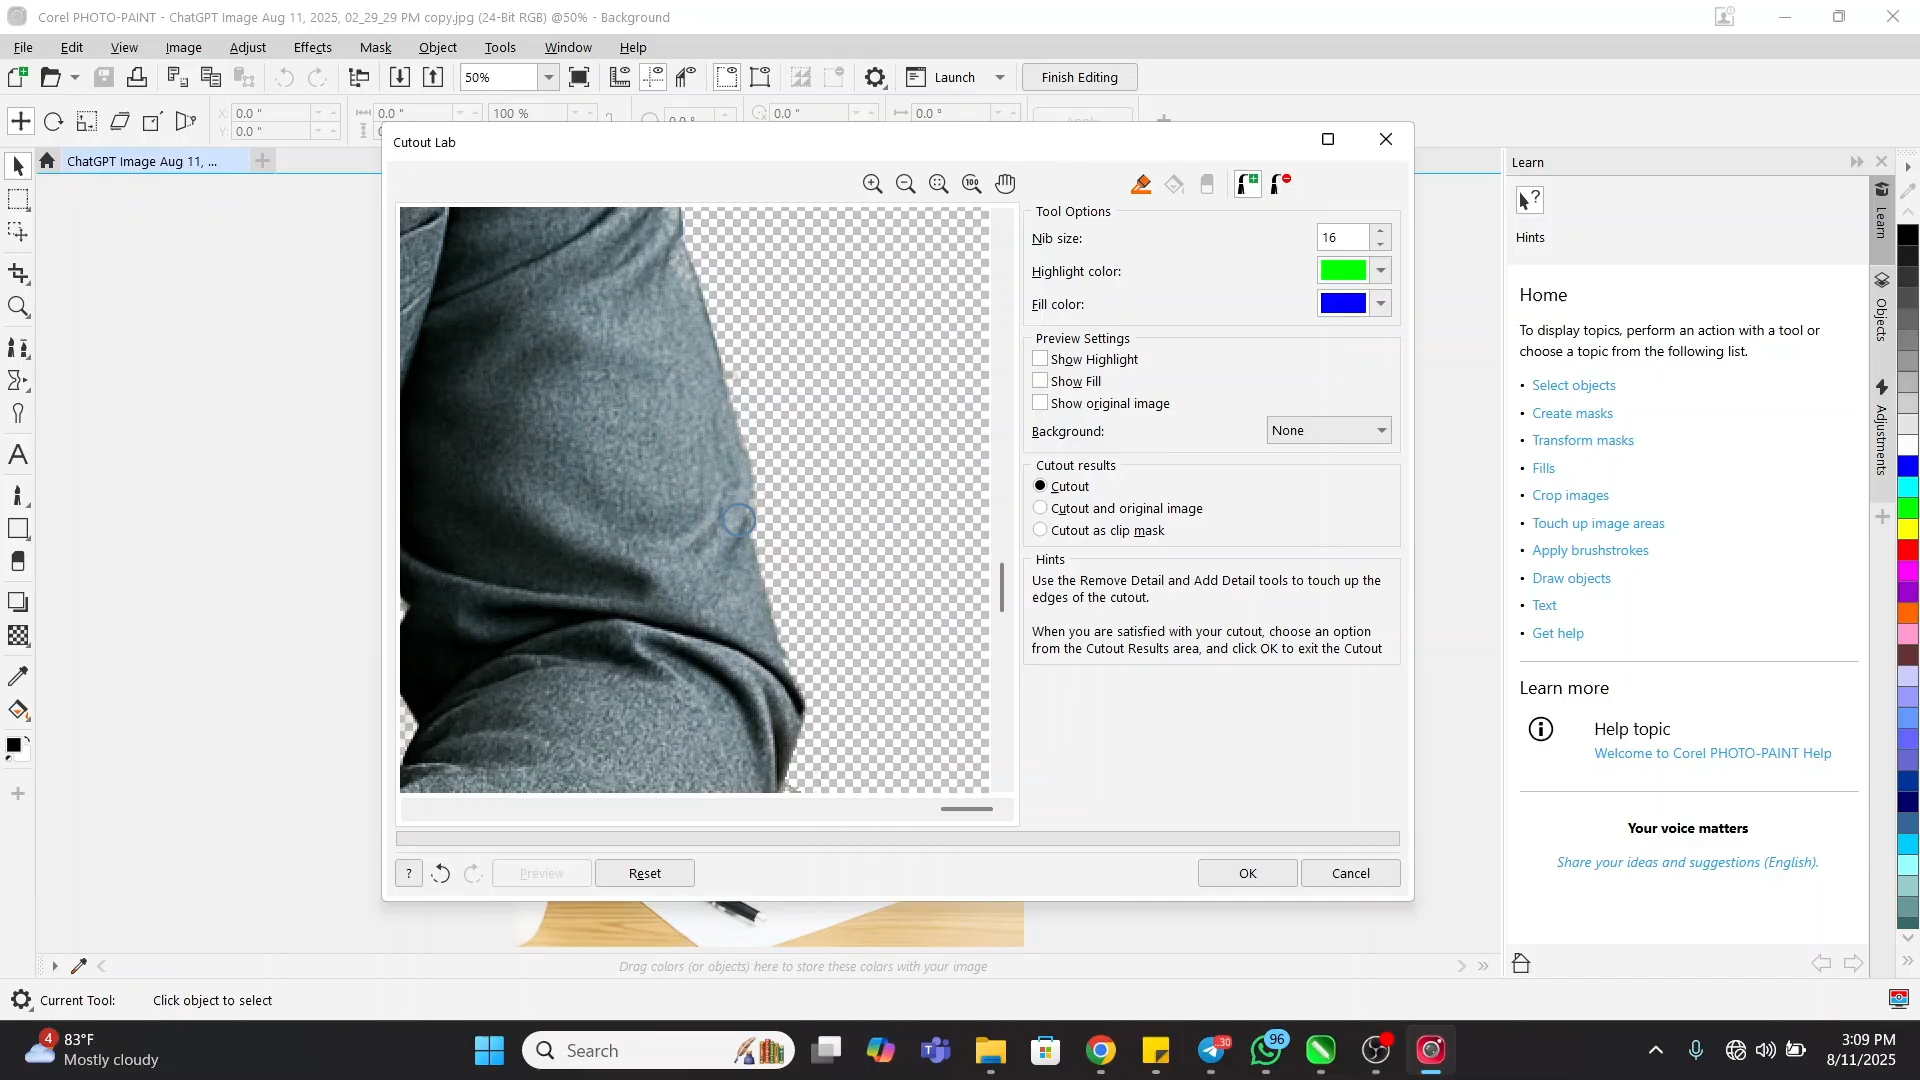 Corel PHOTO-PAINT - ChatGPT Image Aug 11, 2025, 02_29_29 PM copy.jpg (24-Bit RGB) @50% - Background
File Edit View Image Adjust Effects Mask Object Tools Window Help
50% Launch Finish Editing
X: 0.0 " 0.0 " 100 % 0.0 ° 0.0 " 0.0 "
Y: 0.0 "
ChatGPT Image Aug 11, ...
Cutout Lab
100
Tool Options
Nib size: 16
Highlight color:
Fill color:
Preview Settings
Show Highlight
Show Fill
Show original image
Background: None
Cutout results
Cutout
Cutout and original image
Cutout as clip mask
Hints
Use the Remove Detail and Add Detail tools to touch up the
edges of the cutout.
When you are satisfied with your cutout, choose an option
from the Cutout Results area, and click OK to exit the Cutout
? Preview Reset OK Cancel
Learn
Hints
Home
To display topics, perform an action with a tool or
choose a topic from the following list.
• Select objects
• Create masks
• Transform masks
• Fills
• Crop images
• Touch up image areas
• Apply brushstrokes
• Draw objects
• Text
• Get help
Learn more
Help topic
Welcome to Corel PHOTO-PAINT Help
Your voice matters
Share your ideas and suggestions (English).
Learn
Objects
Adjustments
Drag colors (or objects) here to store these colors with your image
Current Tool: Click object to select
4 83°F
Mostly cloudy
Search
30
96
3:09 PM
8/11/2025